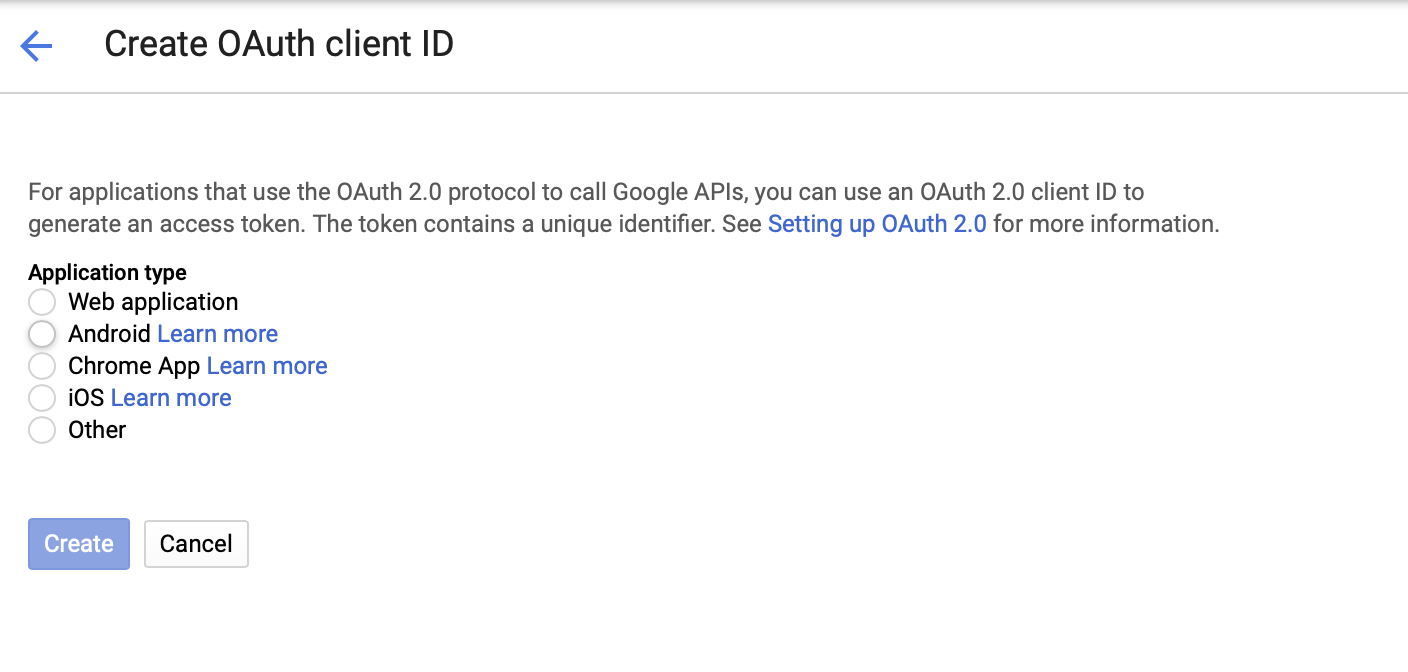 Create OAuth client ID
For applications that use the OAuth 2.0 protocol to call Google APIs, you can use an OAuth 2.0 client ID to
generate an access token. The token contains a unique identifier. See Setting up OAuth 2.0 for more information.
Application type
Web application
Android Learn more
Chrome App Learn more
iOS Learn more
Other
Create Cancel